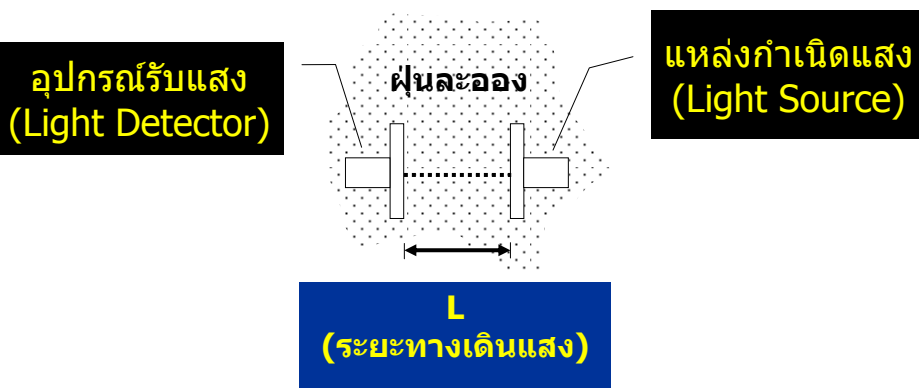 อุปกรณ์รับแสง
(Light Detector)
ฝุ่นละออง
แหล่งกำเนิดแสง
(Light Source)
L
(ระยะทางเดินแสง)